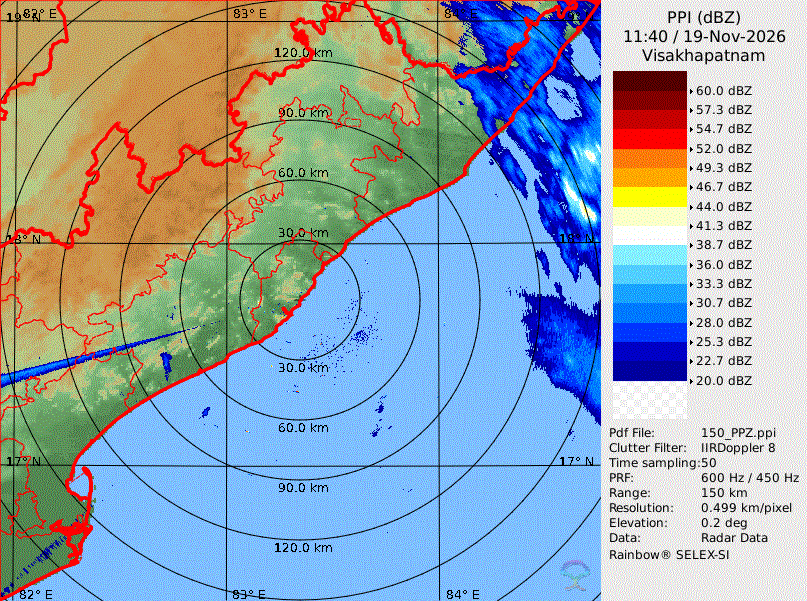 82° E
83° E
8
19° N
120.0 km
90.0 km
60.0 km
30.0 km
18° N
18° N
30.0 km
60.0 km
17° N
17° N
90.0 km
120.0 km
82° E
83° E
84° E
PPI (dBZ)
11:40 / 19-Nov-2026
Visakhapatnam
60.0 dBZ
57.3 dBZ
54.7 dBZ
52.0 dBZ
49.3 dBZ
46.7 dBZ
44.0 dBZ
41.3 dBZ
38.7 dBZ
36.0 dBZ
33.3 dBZ
30.7 dBZ
28.0 dBZ
25.3 dBZ
22.7 dBZ
20.0 dBZ
Pdf File: 150_PPZ.ppi
Clutter Filter: IIRDoppler 8
Time sampling:50
PRF: 600 Hz / 450 Hz
Range: 150 km
Resolution: 0.499 km/pixel
Elevation: 0.2 deg
Data: Radar Data
Rainbow® SELEX-SI